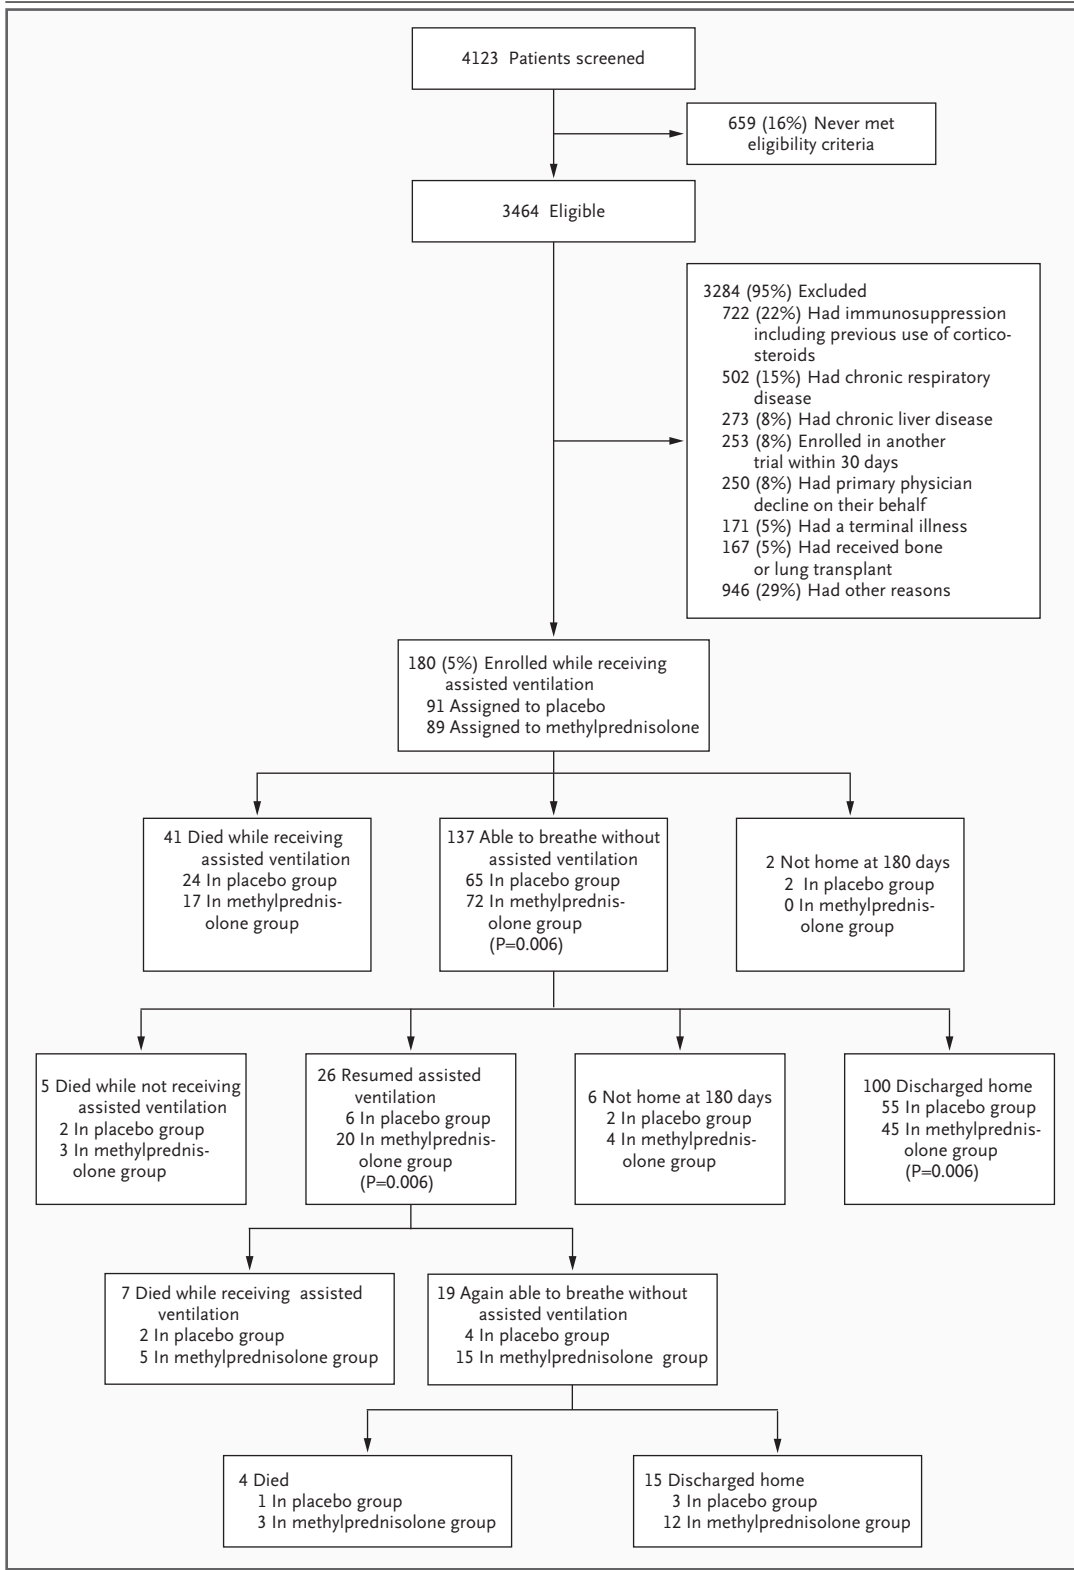 4123 Patients screened
659 (16%) Never met
eligibility criteria
3464 Eligible
3284 (95%) Excluded
722 (22%) Had immunosuppression
including previous use of cortico-
steroids
502 (15%) Had chronic respiratory
disease
273 (8%) Had chronic liver disease
253 (8%) Enrolled in another
trial within 30 days
250 (8%) Had primary physician
decline on their behalf
171 (5%) Had a terminal illness
167 (5%) Had received bone
or lung transplant
946 (29%) Had other reasons
180 (5%) Enrolled while receiving
assisted ventilation
91 Assigned to placebo
89 Assigned to methylprednisolone
41 Died while receiving
assisted ventilation
24 In placebo group
17 In methylprednis-
olone group
137 Able to breathe without
assisted ventilation
65 In placebo group
72 In methylprednis-
olone group
(P=0.006)
2 Not home at 180 days
2 In placebo group
0 In methylprednis-
olone group
5 Died while not receiving
assisted ventilation
2 In placebo group
3 In methylprednis-
olone group
26 Resumed assisted
ventilation
6 In placebo group
20 In methylprednis-
olone group
(P=0.006)
6 Not home at 180 days
2 In placebo group
4 In methylprednis-
olone group
100 Discharged home
55 In placebo group
45 In methylprednis-
olone group
(P=0.006)
7 Died while receiving assisted
ventilation
2 In placebo group
5 In methylprednisolone group
19 Again able to breathe without
assisted ventilation
4 In placebo group
15 In methylprednisolone group
4 Died
1 In placebo group
3 In methylprednisolone group
15 Discharged home
3 In placebo group
12 In methylprednisolone group